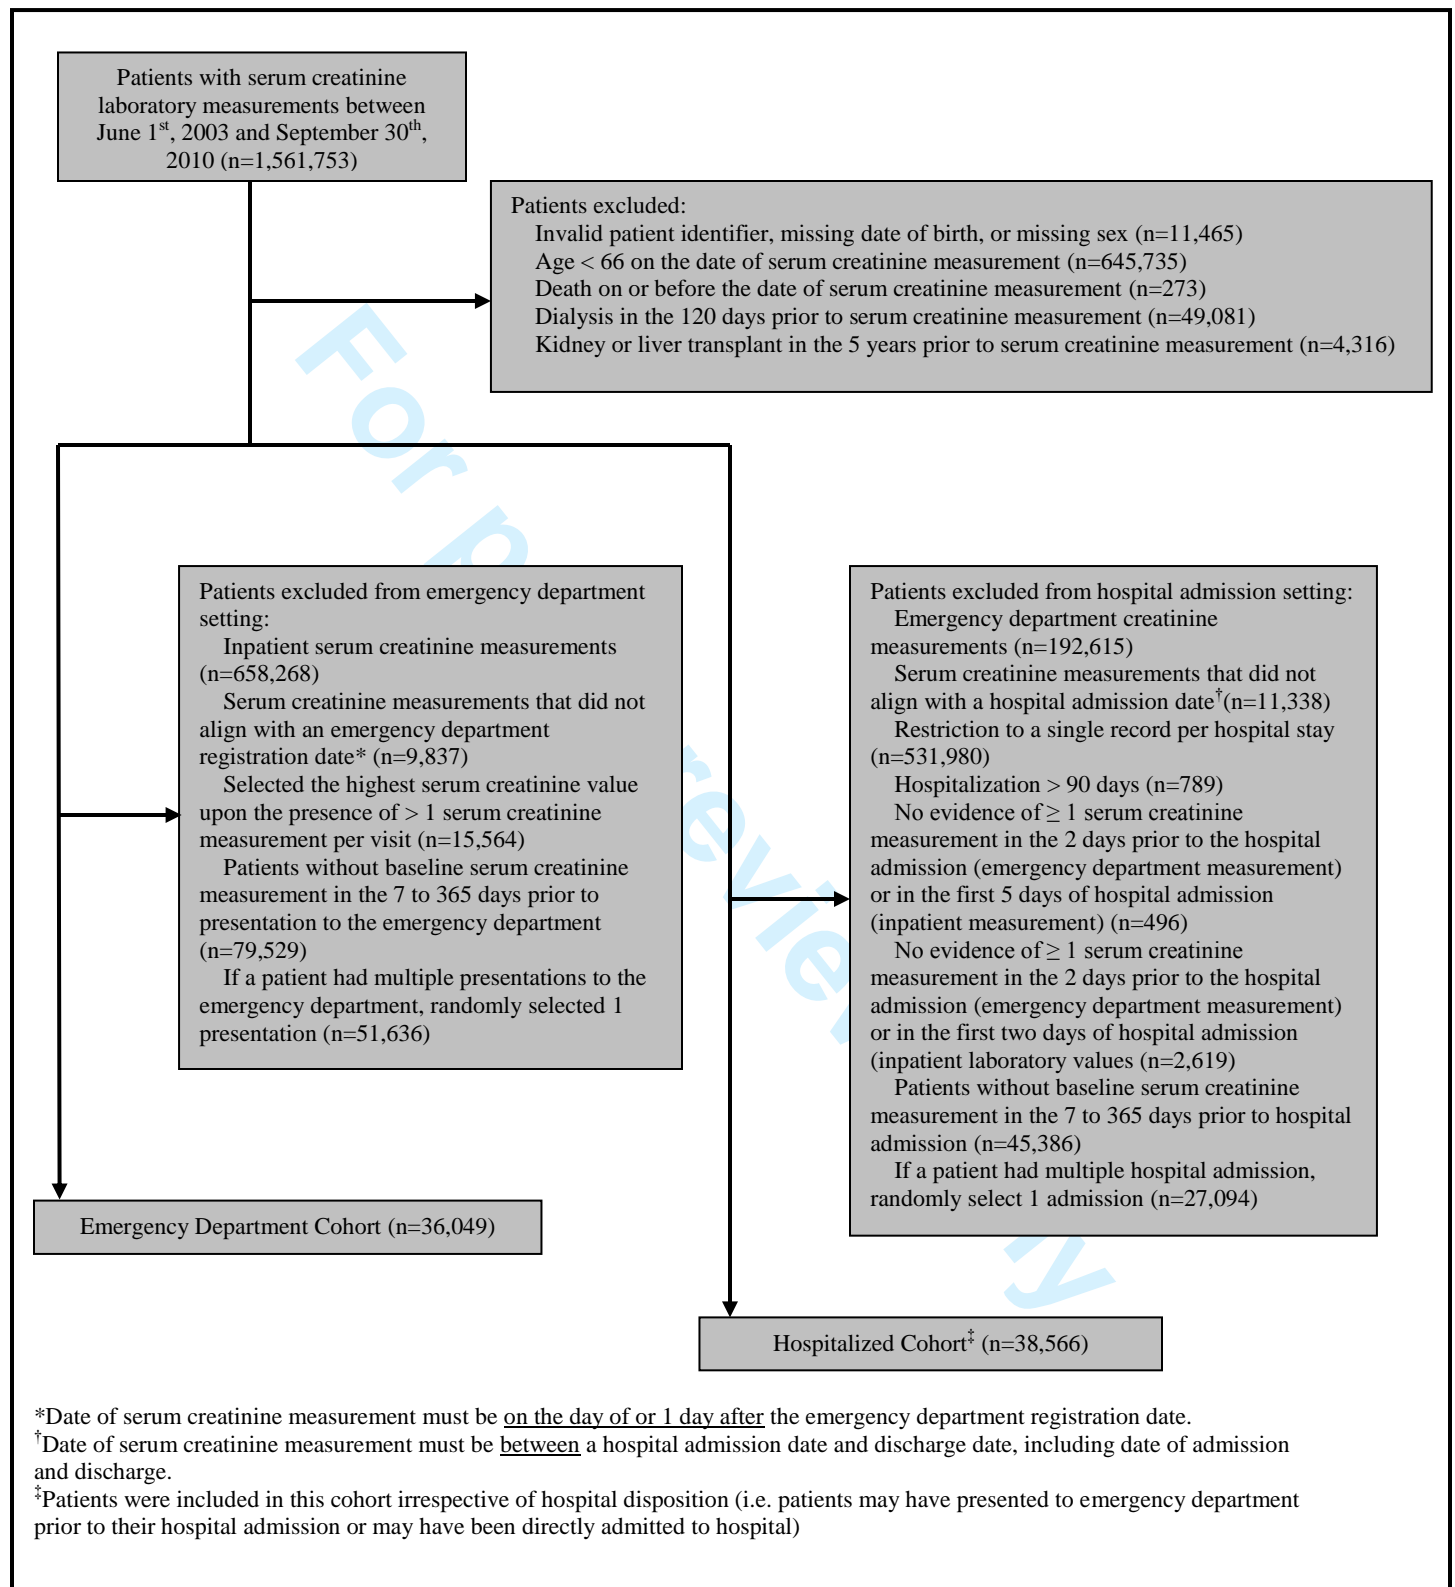 Patients with serum creatinine
laboratory measurements between
June 1st, 2003 and September 30th,
2010 (n=1,561,753)
Patients excluded:
Invalid patient identifier, missing date of birth, or missing sex (n=11,465)
Age < 66 on the date of serum creatinine measurement (n=645,735)
Death on or before the date of serum creatinine measurement (n=273)
Dialysis in the 120 days prior to serum creatinine measurement (n=49,081)
Kidney or liver transplant in the 5 years prior to serum creatinine measurement (n=4,316)
Patients excluded from emergency department
setting:
Inpatient serum creatinine measurements
(n=658,268)
Serum creatinine measurements that did not
align with an emergency department
registration date* (n=9,837)
Selected the highest serum creatinine value
upon the presence of > 1 serum creatinine
measurement per visit (n=15,564)
Patients without baseline serum creatinine
measurement in the 7 to 365 days prior to
presentation to the emergency department
(n=79,529)
If a patient had multiple presentations to the
emergency department, randomly selected 1
presentation (n=51,636)
Patients excluded from hospital admission setting:
Emergency department creatinine
measurements (n=192,615)
Serum creatinine measurements that did not
align with a hospital admission date†(n=11,338)
Restriction to a single record per hospital stay
(n=531,980)
Hospitalization > 90 days (n=789)
No evidence of ≥ 1 serum creatinine
measurement in the 2 days prior to the hospital
admission (emergency department measurement)
or in the first 5 days of hospital admission
(inpatient measurement) (n=496)
No evidence of ≥ 1 serum creatinine
measurement in the 2 days prior to the hospital
admission (emergency department measurement)
or in the first two days of hospital admission
(inpatient laboratory values (n=2,619)
Patients without baseline serum creatinine
measurement in the 7 to 365 days prior to hospital
admission (n=45,386)
If a patient had multiple hospital admission,
randomly select 1 admission (n=27,094)
Emergency Department Cohort (n=36,049)
Hospitalized Cohort‡ (n=38,566)
*Date of serum creatinine measurement must be on the day of or 1 day after the emergency department registration date.
†Date of serum creatinine measurement must be between a hospital admission date and discharge date, including date of admission
and discharge.
‡Patients were included in this cohort irrespective of hospital disposition (i.e. patients may have presented to emergency department
prior to their hospital admission or may have been directly admitted to hospital)